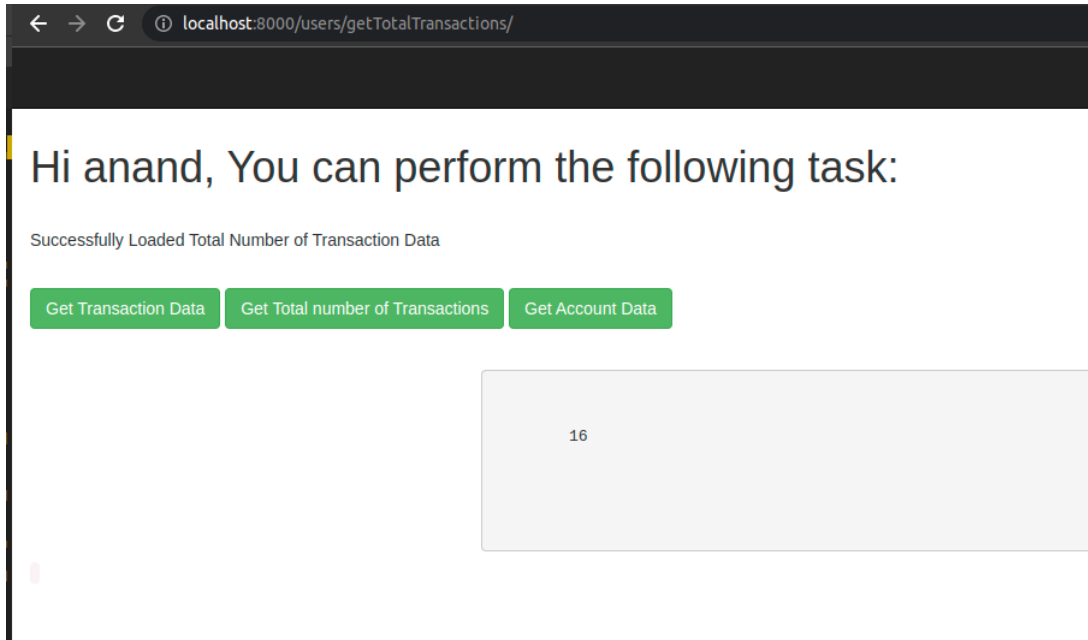 localhost:8000/users/getTotalTransactions/
Hi anand, You can perform the following task:
Successfully Loaded Total Number of Transaction Data
Get Transaction Data Get Total number of Transactions Get Account Data
16